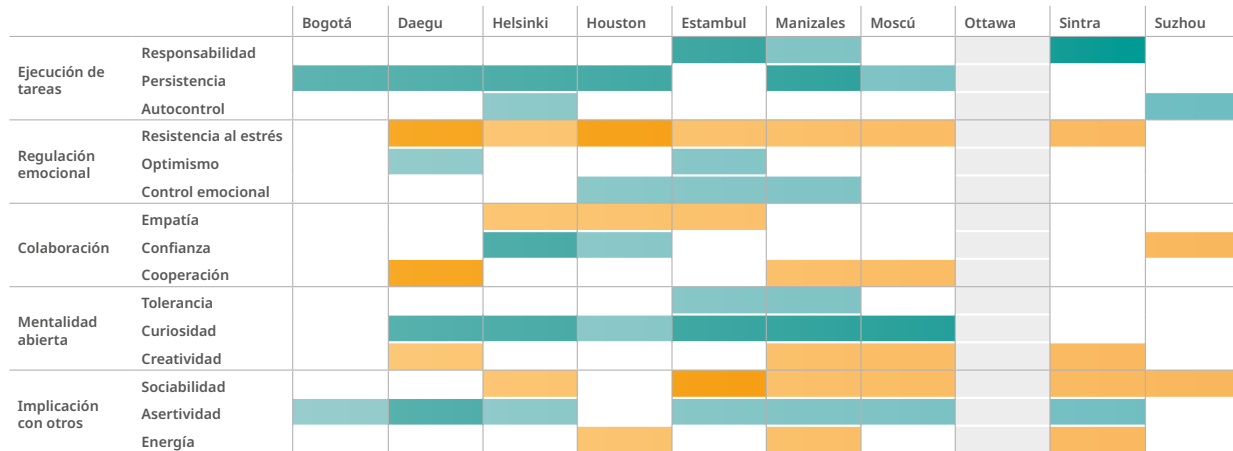 Bogotá Daegu Helsinki Houston Estambul Manizales Moscú Ottawa Sintra Suzhou
Ejecución de
tareas
Responsabilidad
Persistencia
Autocontrol
Regulación
emocional
Resistencia al estrés
Optimismo
Control emocional
Colaboración
Empatía
Confianza
Cooperación
Mentalidad
abierta
Tolerancia
Curiosidad
Creatividad
Implicación
con otros
Sociabilidad
Asertividad
Energía